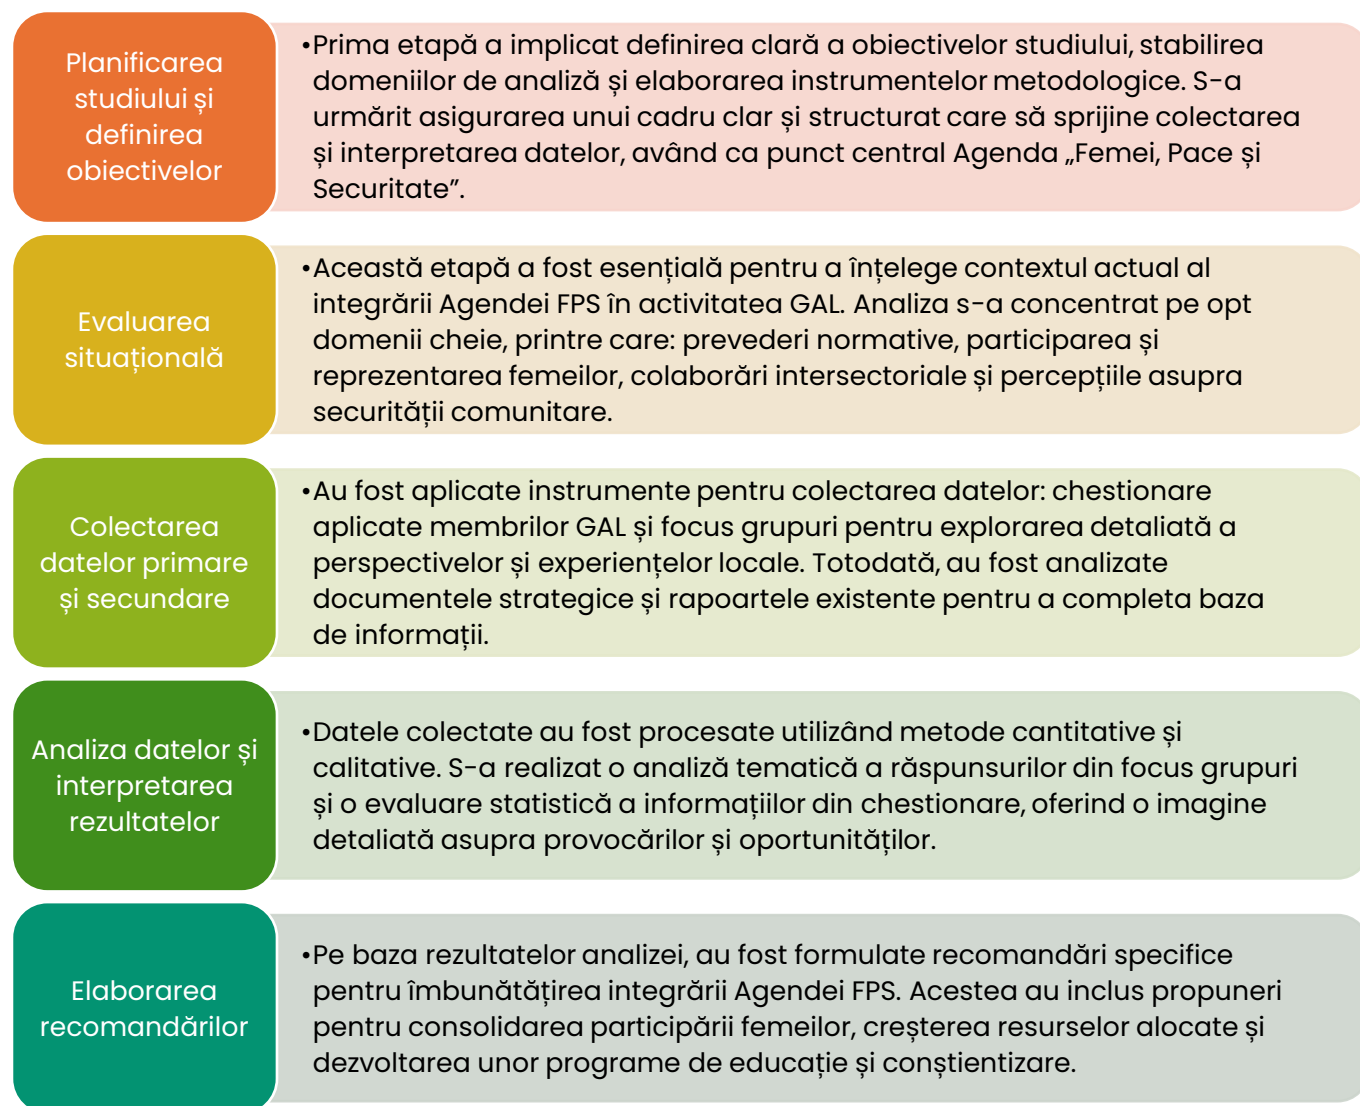 Planificarea
studiului și
definirea
obiectivelor
•Prima etapă a implicat definirea clară a obiectivelor studiului, stabilirea
domeniilor de analiză și elaborarea instrumentelor metodologice. S-a
urmărit asigurarea unui cadru clar și structurat care să sprijine colectarea
și interpretarea datelor, având ca punct central Agenda „Femei, Pace și
Securitate”.
Evaluarea
situațională
•Această etapă a fost esențială pentru a înțelege contextul actual al
integrării Agendei FPS în activitatea GAL. Analiza s-a concentrat pe opt
domenii cheie, printre care: prevederi normative, participarea și
reprezentarea femeilor, colaborări intersectoriale și percepțiile asupra
securității comunitare.
Colectarea
datelor primare
și secundare
•Au fost aplicate instrumente pentru colectarea datelor: chestionare
aplicate membrilor GAL și focus grupuri pentru explorarea detaliată a
perspectivelor și experiențelor locale. Totodată, au fost analizate
documentele strategice și rapoartele existente pentru a completa baza
de informații.
Analiza datelor și
interpretarea
rezultatelor
•Datele colectate au fost procesate utilizând metode cantitative și
calitative. S-a realizat o analiză tematică a răspunsurilor din focus grupuri
și o evaluare statistică a informațiilor din chestionare, oferind o imagine
detaliată asupra provocărilor și oportunităților.
Elaborarea
recomandărilor
•Pe baza rezultatelor analizei, au fost formulate recomandări specifice
pentru îmbunătățirea integrării Agendei FPS. Acestea au inclus propuneri
pentru consolidarea participării femeilor, creșterea resurselor alocate și
dezvoltarea unor programe de educație și conștientizare.